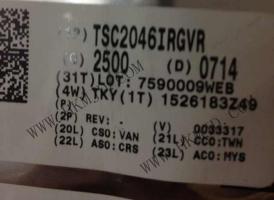 (1P) TSC2046IRGVR
(Q) 2500 (D) 0714
(31T)LOT: 7590009WEB
(4W) TKY(1T) 1526183Z49
(P)
(2P) REV: - (V) 0033317
(20L) CSO: VAN (21L) CCO:TWN
(22L) ASO: CRS (23L) ACO: MYS